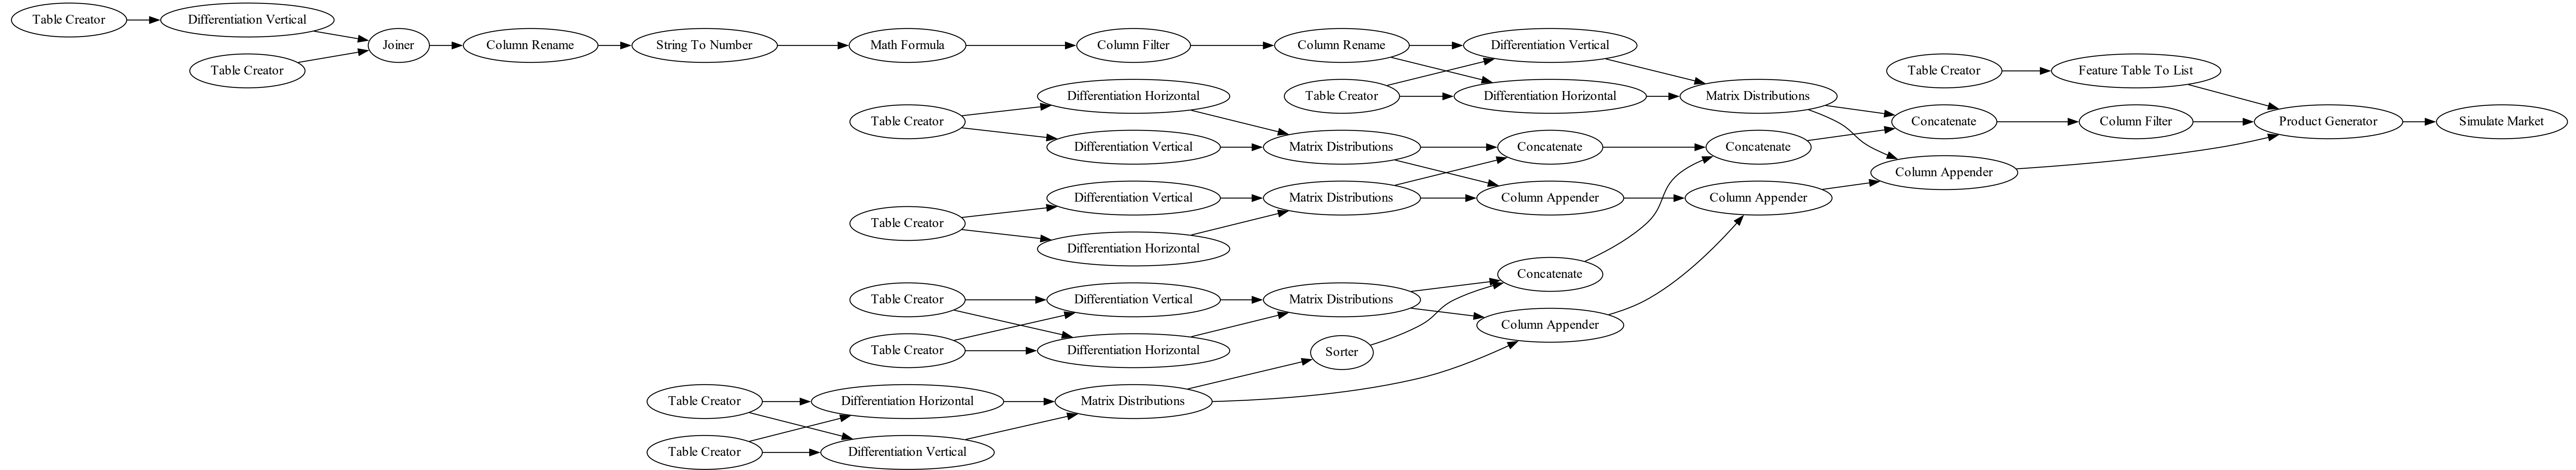 Table Creator
Differentiation Vertical
Table Creator
Joiner
Column Rename
String To Number
Math Formula
Column Filter
Column Rename
Table Creator
Differentiation Vertical
Differentiation Horizontal
Matrix Distributions
Table Creator
Differentiation Horizontal
Differentiation Vertical
Matrix Distributions
Table Creator
Differentiation Vertical
Differentiation Horizontal
Matrix Distributions
Concatenate
Column Appender
Table Creator
Table Creator
Differentiation Vertical
Differentiation Horizontal
Matrix Distributions
Table Creator
Table Creator
Differentiation Horizontal
Differentiation Vertical
Matrix Distributions
Sorter
Concatenate
Column Appender
Concatenate
Column Appender
Concatenate
Column Appender
Table Creator
Feature Table To List
Column Filter
Product Generator
Simulate Market